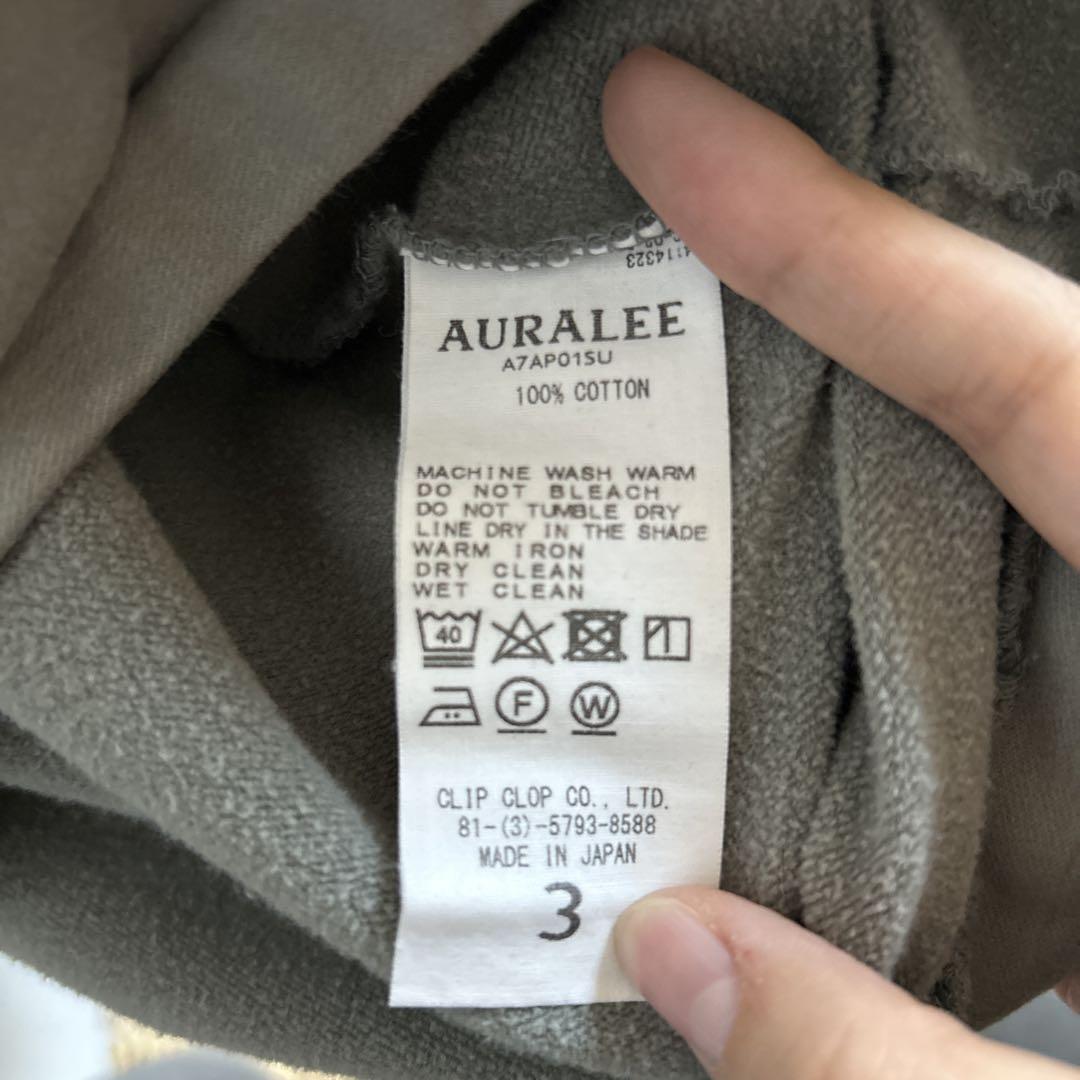 4114323
AURALEE
A7AP01SU
100% COTTON
MACHINE WASH WARM
DO NOT BLEACH
DO NOT TUMBLE DRY
LINE DRY IN THE SHADE
WARM IRON
DRY CLEAN
WET CLEAN
40
F W
CLIP CLOP CO., LTD.
81-(3)-5793-8588
MADE IN JAPAN
3